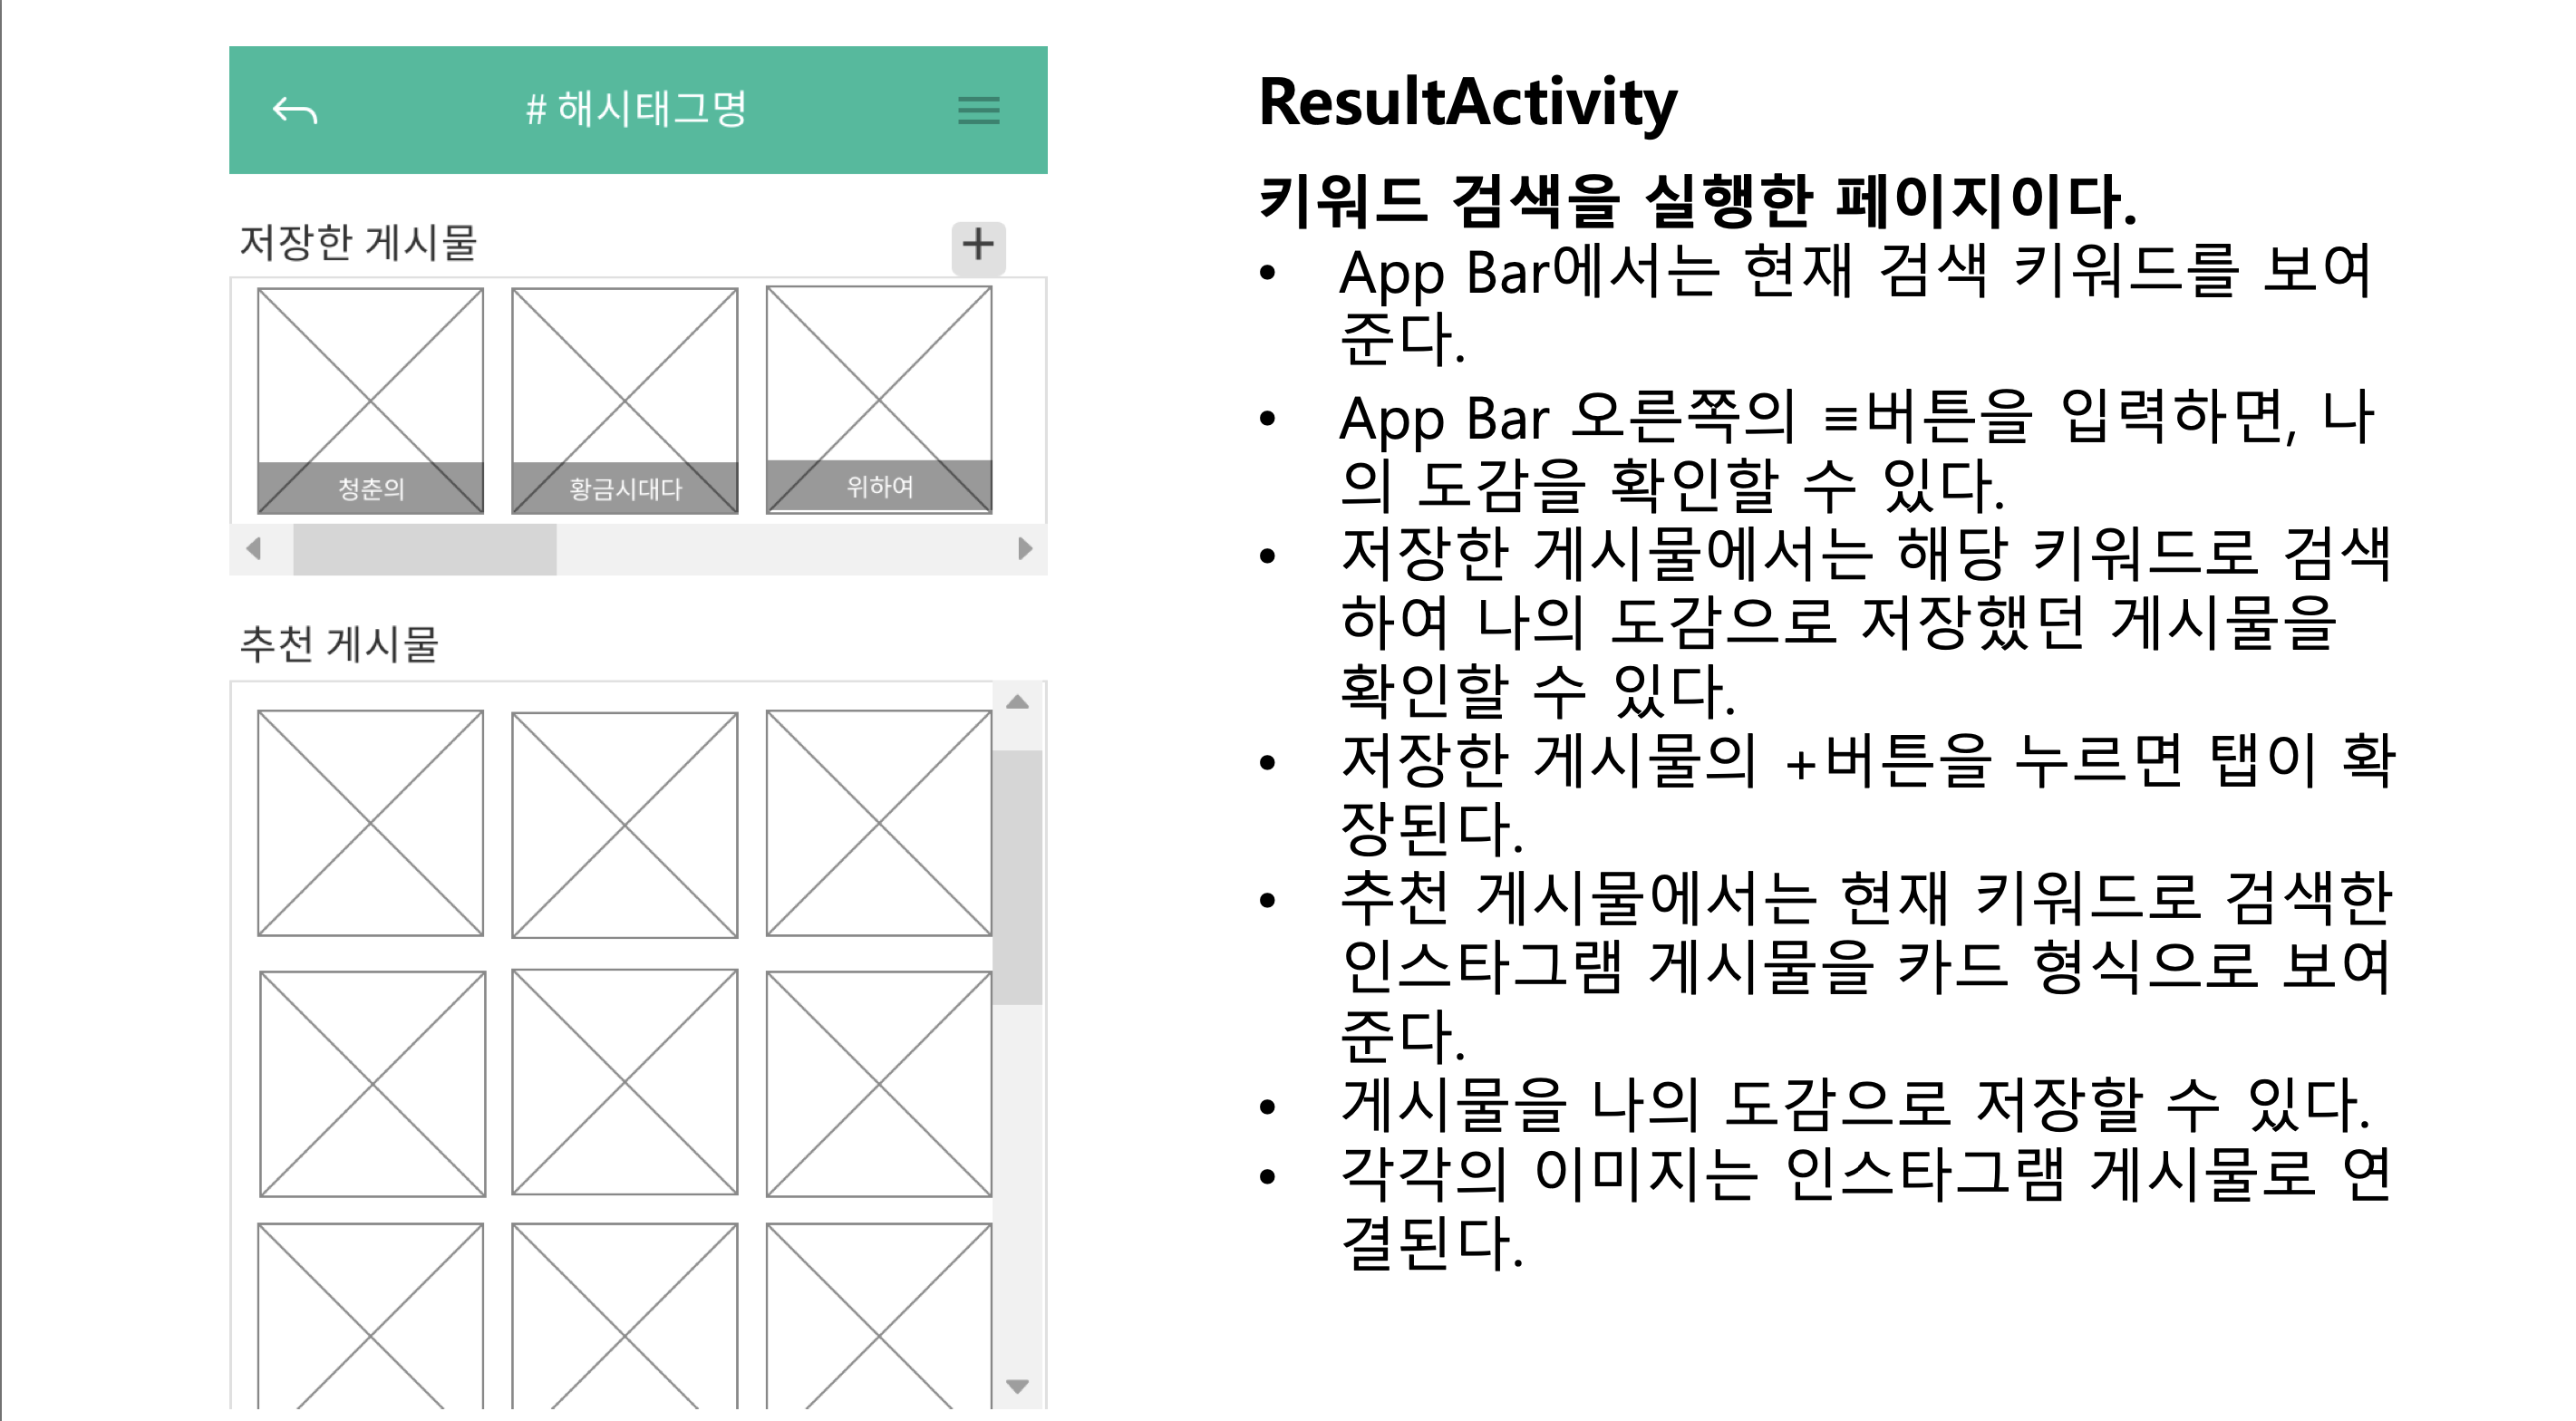 # 해시태그명
저장한 게시물
+
청춘의
황금시대다
위하여
추천 게시물
ResultActivity
키워드 검색을 실행한 페이지이다.
• App Bar에서는 현재 검색 키워드를 보여
준다.
• App Bar 오른쪽의 ≡버튼을 입력하면, 나
의 도감을 확인할 수 있다.
• 저장한 게시물에서는 해당 키워드로 검색
하여 나의 도감으로 저장했던 게시물을
확인할 수 있다.
• 저장한 게시물의 +버튼을 누르면 탭이 확
장된다.
• 추천 게시물에서는 현재 키워드로 검색한
인스타그램 게시물을 카드 형식으로 보여
준다.
• 게시물을 나의 도감으로 저장할 수 있다.
• 각각의 이미지는 인스타그램 게시물로 연
결된다.